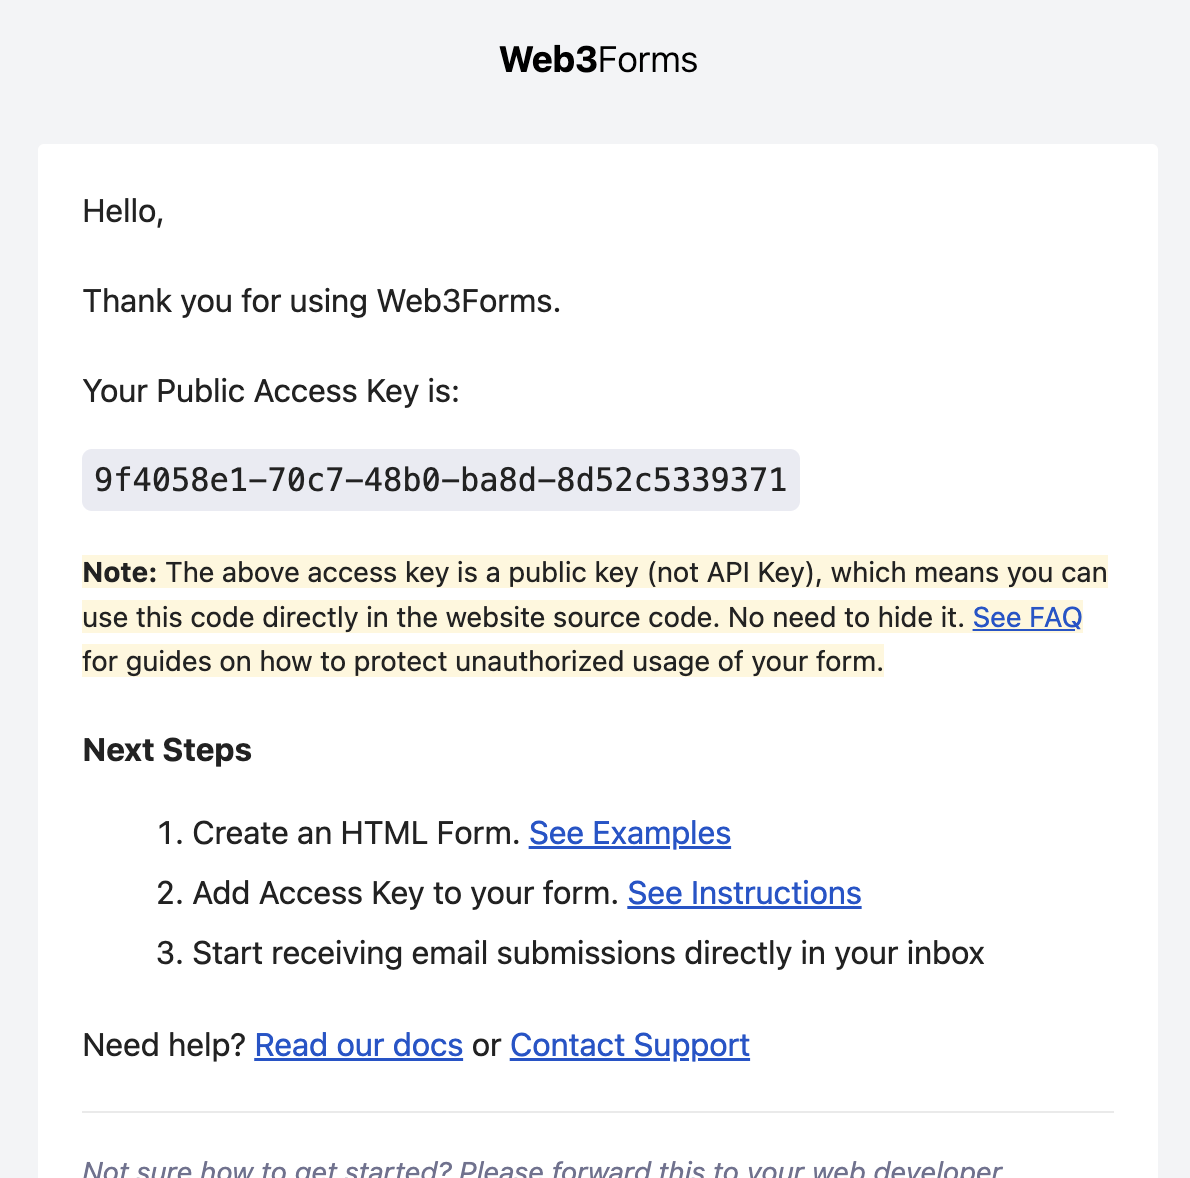 Web3Forms
Hello,
Thank you for using Web3Forms.
Your Public Access Key is:
9f4058e1-70c7-48b0-ba8d-8d52c5339371
Note: The above access key is a public key (not API Key), which means you can
use this code directly in the website source code. No need to hide it. See FAQ
for guides on how to protect unauthorized usage of your form.
Next Steps
1. Create an HTML Form. See Examples
2. Add Access Key to your form. See Instructions
3. Start receiving email submissions directly in your inbox
Need help? Read our docs or Contact Support
Not sure how to get started? Please forward this to your web developer